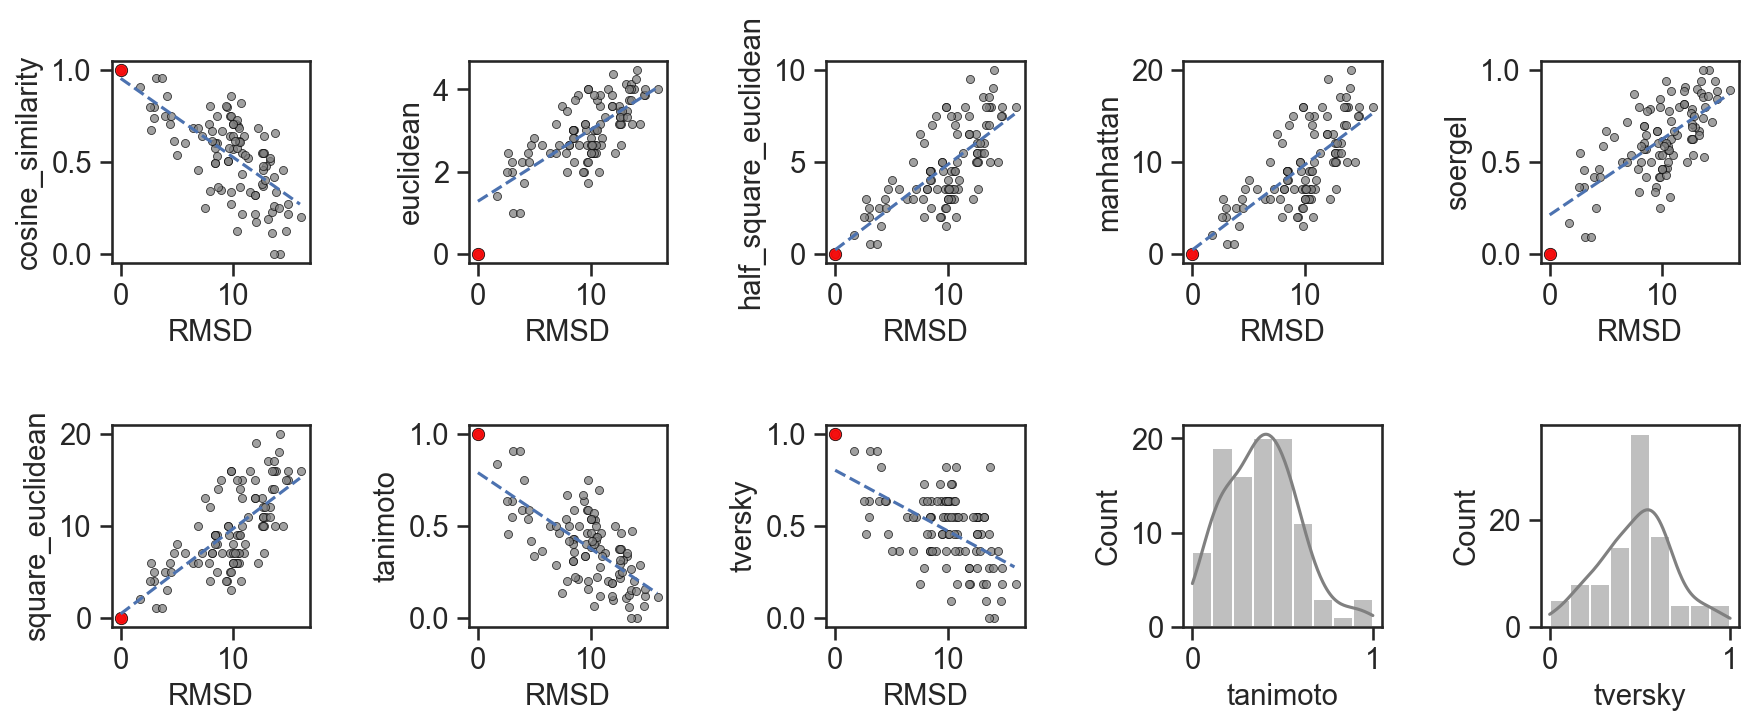 cosine_similarity
1.0
0.5
0.0
0 10
RMSD
euclidean
4
2
0
0 10
RMSD
half_square_euclidean
10
5
0
0 10
RMSD
manhattan
20
10
0
0 10
RMSD
soergel
1.0
0.5
0.0
0 10
RMSD
square_euclidean
20
10
0
0 10
RMSD
tanimoto
1.0
0.5
0.0
0 10
RMSD
tversky
1.0
0.5
0.0
0 10
RMSD
Count
20
10
0
0 1
tanimoto
Count
20
0
0 1
tversky